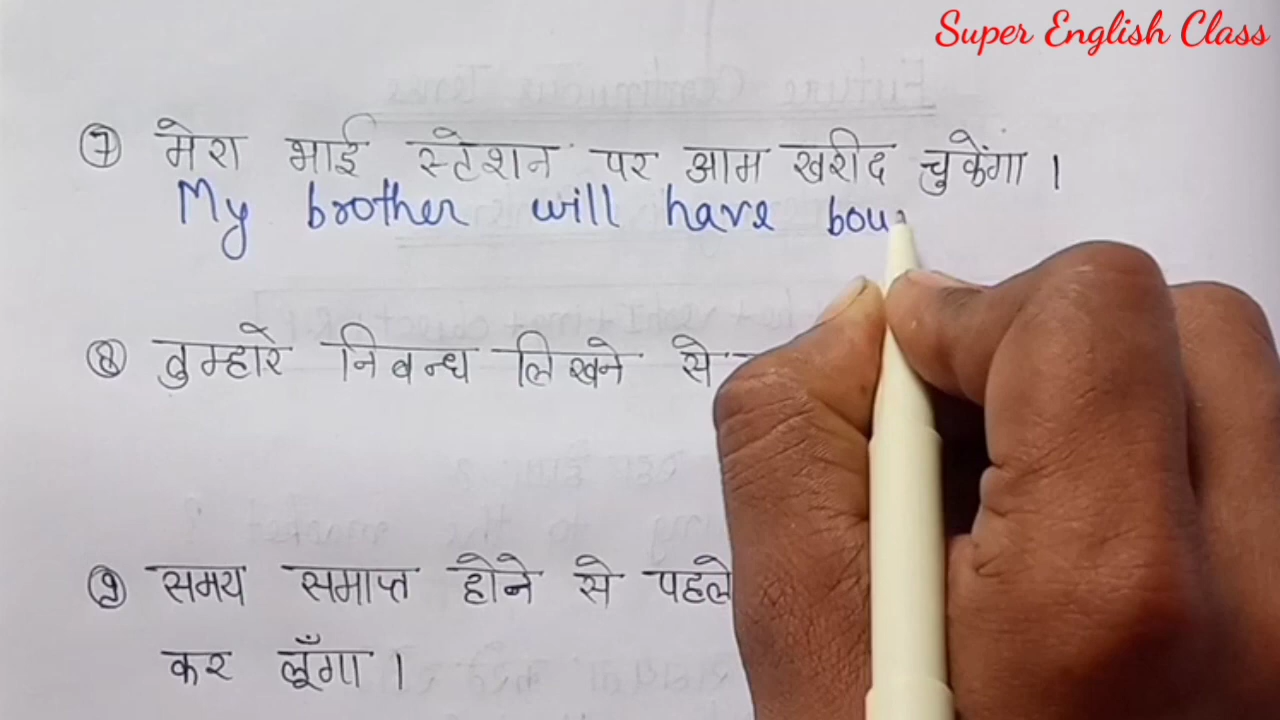 Super English Class
⑦ मेरा भाई स्टेशन पर आम खरीद चुकेंगा ।
My brother will have bou
⑧ तुम्हारे निबन्ध लिखने से
⑨ समय समाप्त होने से पहले
कर लूँगा ।